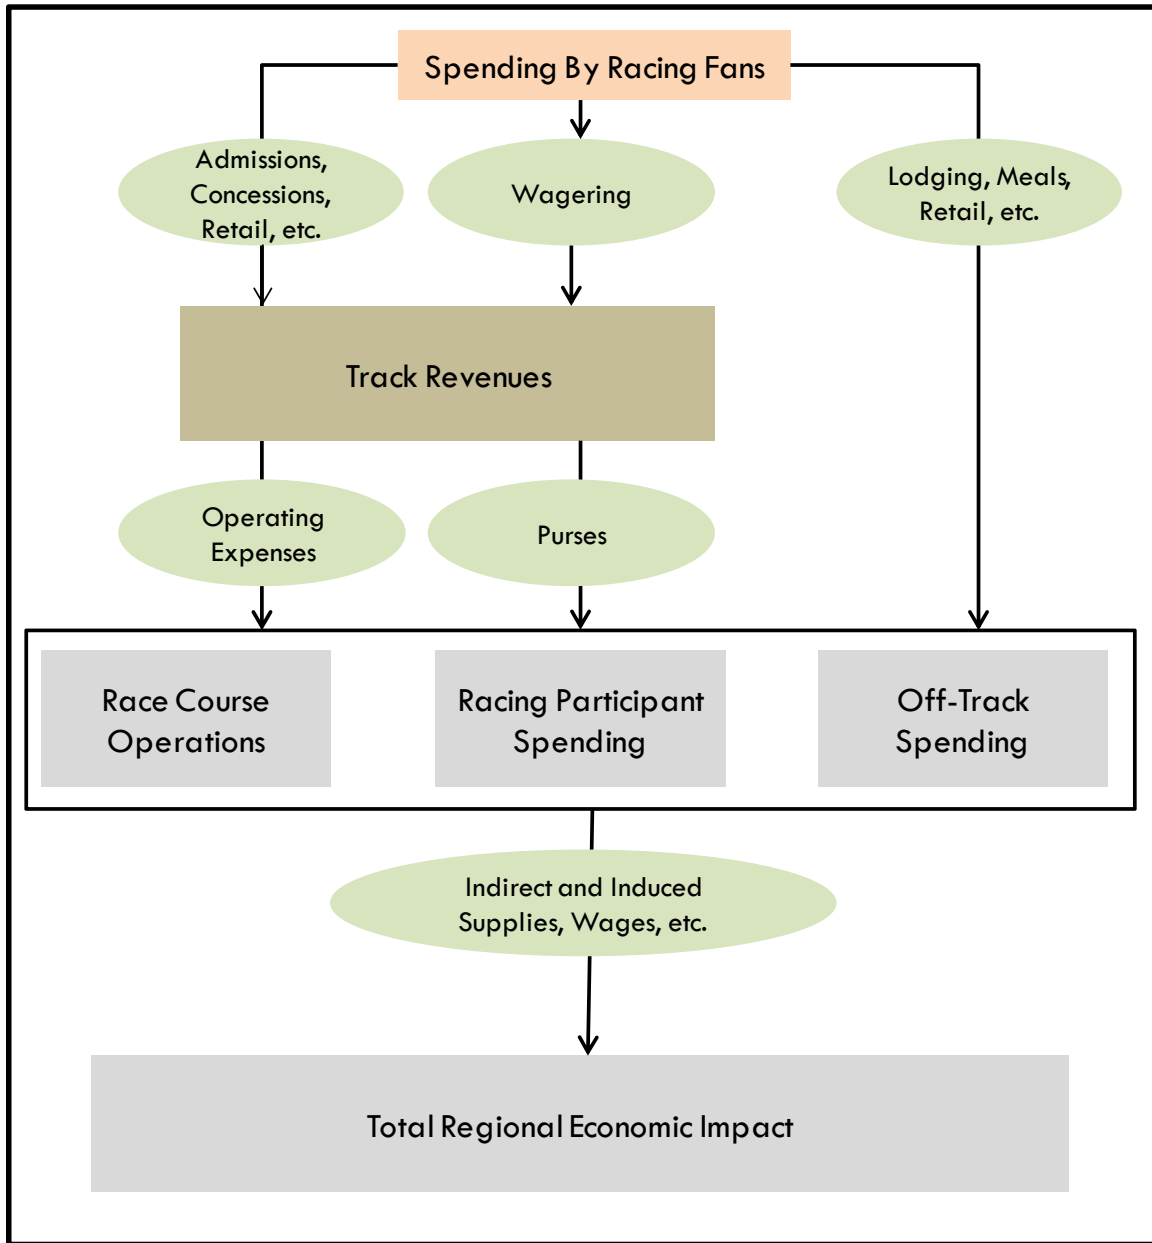 Spending By Racing Fans
Admissions,
Concessions,
Retail, etc.
Wagering
Lodging, Meals,
Retail, etc.
Track Revenues
Operating
Expenses
Purses
Race Course
Operations
Racing Participant
Spending
Off-Track
Spending
Indirect and Induced
Supplies, Wages, etc.
Total Regional Economic Impact